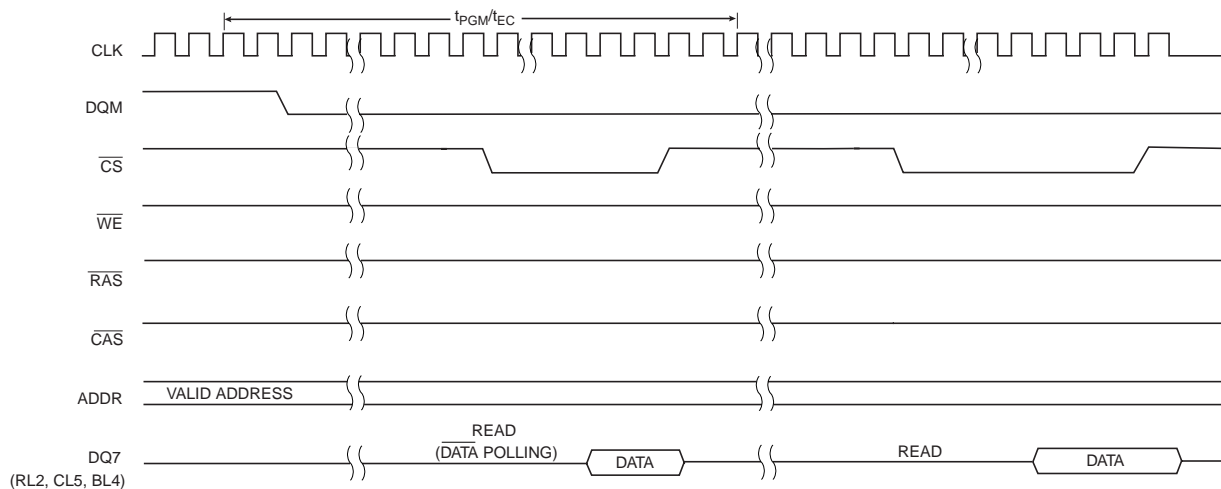 tPGM/tEC
CLK
DQM
CS
WE
RAS
CAS
ADDR VALID ADDRESS
READ
(DATA POLLING)
DQ7 DATA READ DATA
(RL2, CL5, BL4)